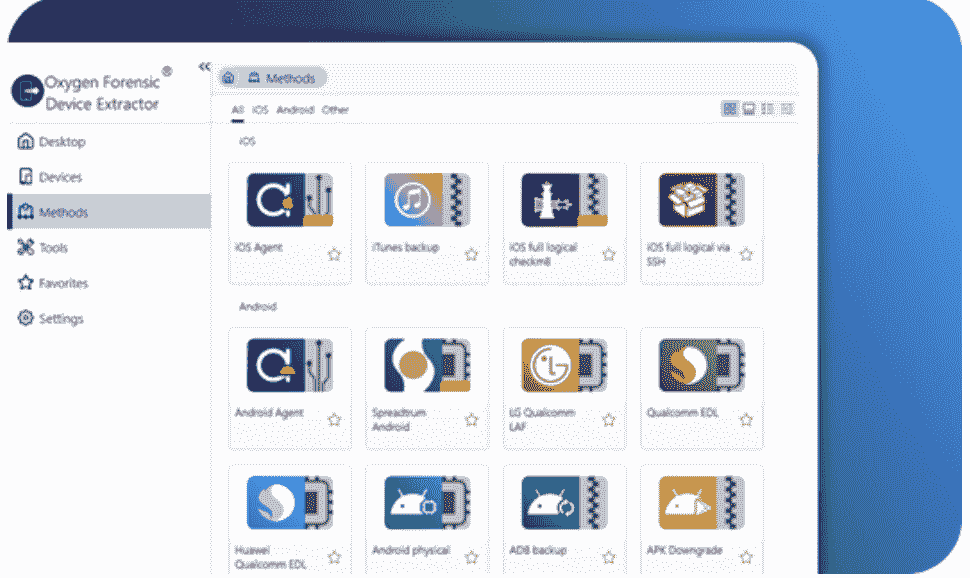 Oxygen Forensic®
Device Extractor
Desktop
Devices
Methods
Tools
Favorites
Settings
Methods
All iOS Android Other
iOS
iOS Agent
iTunes backup
iOS full logical
checkm8
iOS full logical via
SSH
Android
Android Agent
Spreadtrum
Android
LG Qualcomm
LAF
Qualcomm EDL
Huawei
Qualcomm EDL
Android physical
ADB backup
APK Downgrade